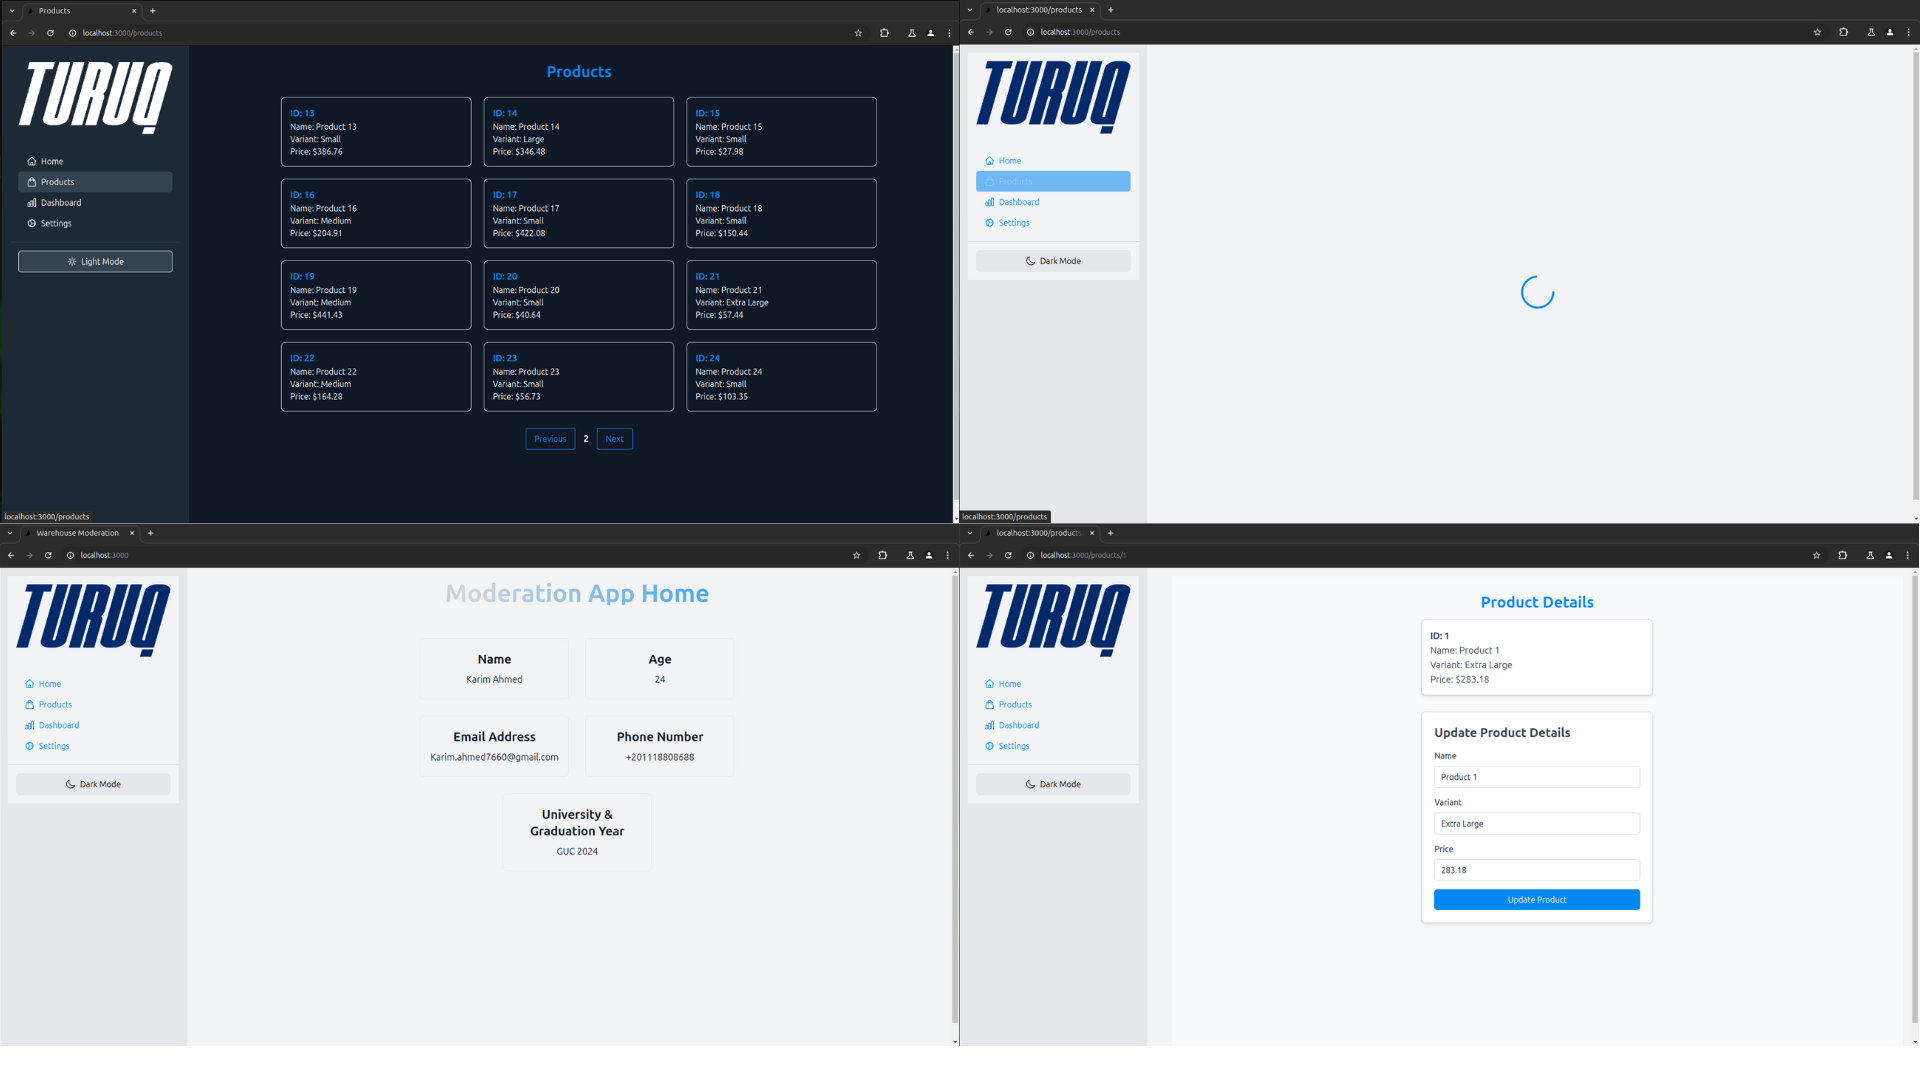 Products
localhost:3000/products
TURUQ
Home
Products
Dashboard
Settings
Light Mode
Products
ID: 13
Name: Product 13
Variant: Small
Price: $386.76
ID: 14
Name: Product 14
Variant: Large
Price: $346.48
ID: 15
Name: Product 15
Variant: Small
Price: $27.98
ID: 16
Name: Product 16
Variant: Medium
Price: $204.91
ID: 17
Name: Product 17
Variant: Small
Price: $422.08
ID: 18
Name: Product 18
Variant: Small
Price: $150.44
ID: 19
Name: Product 19
Variant: Medium
Price: $441.43
ID: 20
Name: Product 20
Variant: Small
Price: $40.64
ID: 21
Name: Product 21
Variant: Extra Large
Price: $57.44
ID: 22
Name: Product 22
Variant: Medium
Price: $164.28
ID: 23
Name: Product 23
Variant: Small
Price: $56.73
ID: 24
Name: Product 24
Variant: Small
Price: $103.35
Previous 2 Next
localhost:3000/products
localhost:3000/products
localhost:3000/products
TURUQ
Home
Products
Dashboard
Settings
Dark Mode
localhost:3000/products
Warehouse Moderation
localhost:3000
TURUQ
Home
Products
Dashboard
Settings
Dark Mode
Moderation App Home
Name
Karim Ahmed
Age
24
Email Address
Karim.ahmed7660@gmail.com
Phone Number
+201118808688
University &
Graduation Year
GUC 2024
localhost:3000/products
localhost:3000/products/1
TURUQ
Home
Products
Dashboard
Settings
Dark Mode
Product Details
ID: 1
Name: Product 1
Variant: Extra Large
Price: $283.18
Update Product Details
Name
Product 1
Variant
Extra Large
Price
283.18
Update Product